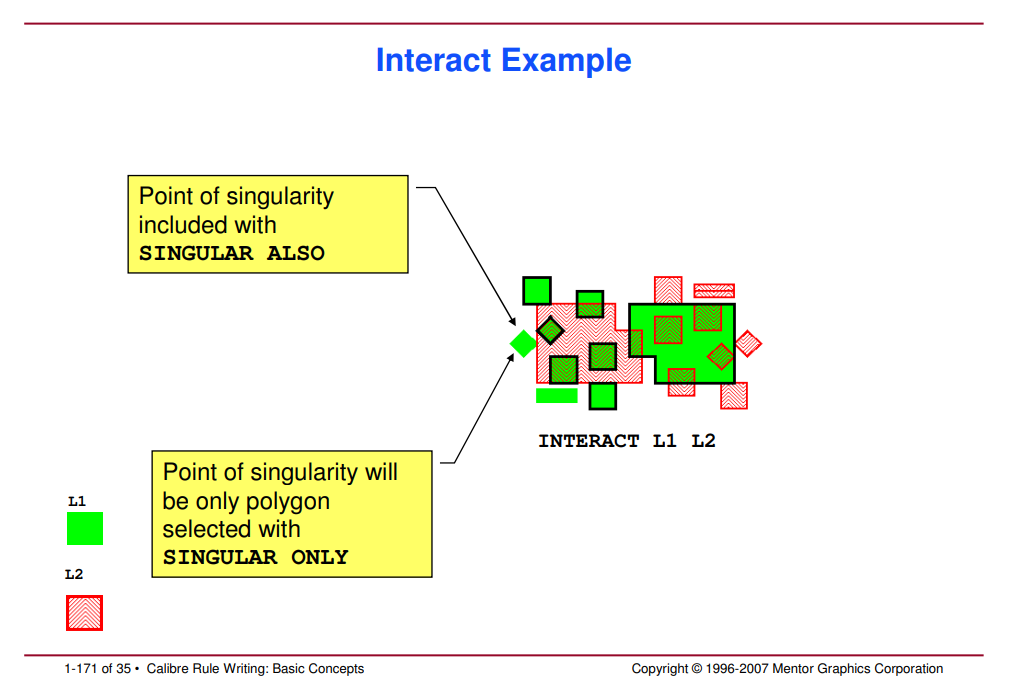 Interact Example
Point of singularity
included with
SINGULAR ALSO
INTERACT L1 L2
Point of singularity will
be only polygon
selected with
SINGULAR ONLY
L1
L2
1-171 of 35 • Calibre Rule Writing: Basic Concepts
Copyright © 1996-2007 Mentor Graphics Corporation